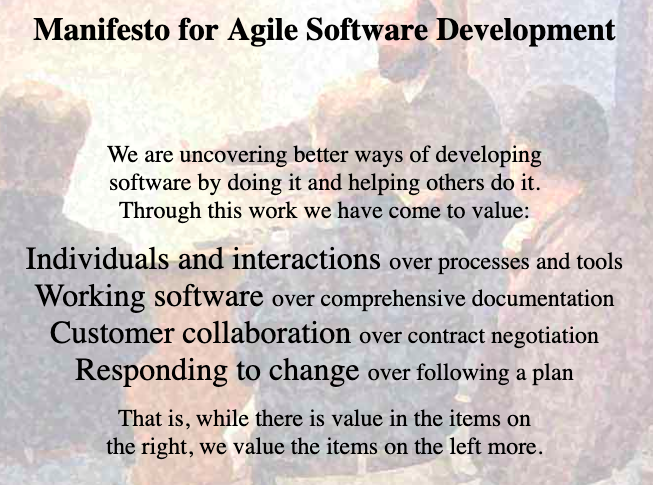 Manifesto for Agile Software Development
We are uncovering better ways of developing
software by doing it and helping others do it.
Through this work we have come to value:
Individuals and interactions over processes and tools
Working software over comprehensive documentation
Customer collaboration over contract negotiation
Responding to change over following a plan
That is, while there is value in the items on
the right, we value the items on the left more.